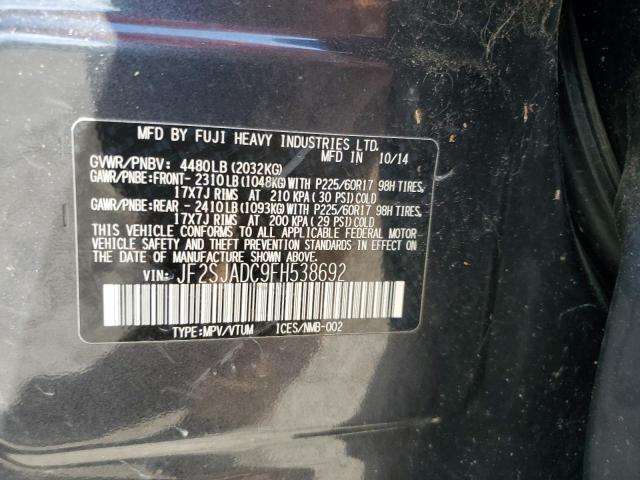 MFD BY FUJI HEAVY INDUSTRIES LTD.
MFD IN 10/14
GVWR/PNBV: 4480LB(2032KG)
GAWR/PNBE:FRONT-2310LB(1048KG)WITH P225/60R17 98H TIRES,
17X7J RIMS AT 210 KPA(30 PSI)COLD
GAWR/PNBE:REAR -2410LB(1093KG)WITH P225/60R17 98H TIRES,
17X7J RIMS AT 200 KPA(29 PSI)COLD
THIS VEHICLE CONFORMS TO ALL APPLICABLE FEDERAL MOTOR
VEHICLE SAFETY AND THEFT PREVENTION STANDARDS IN EFFECT
ON THE DATE OF MANUFACTURE SHOWN ABOVE.
VIN: JF2SJADC9FH538692
TYPE:MPV/VTUM ICES/NMB-002